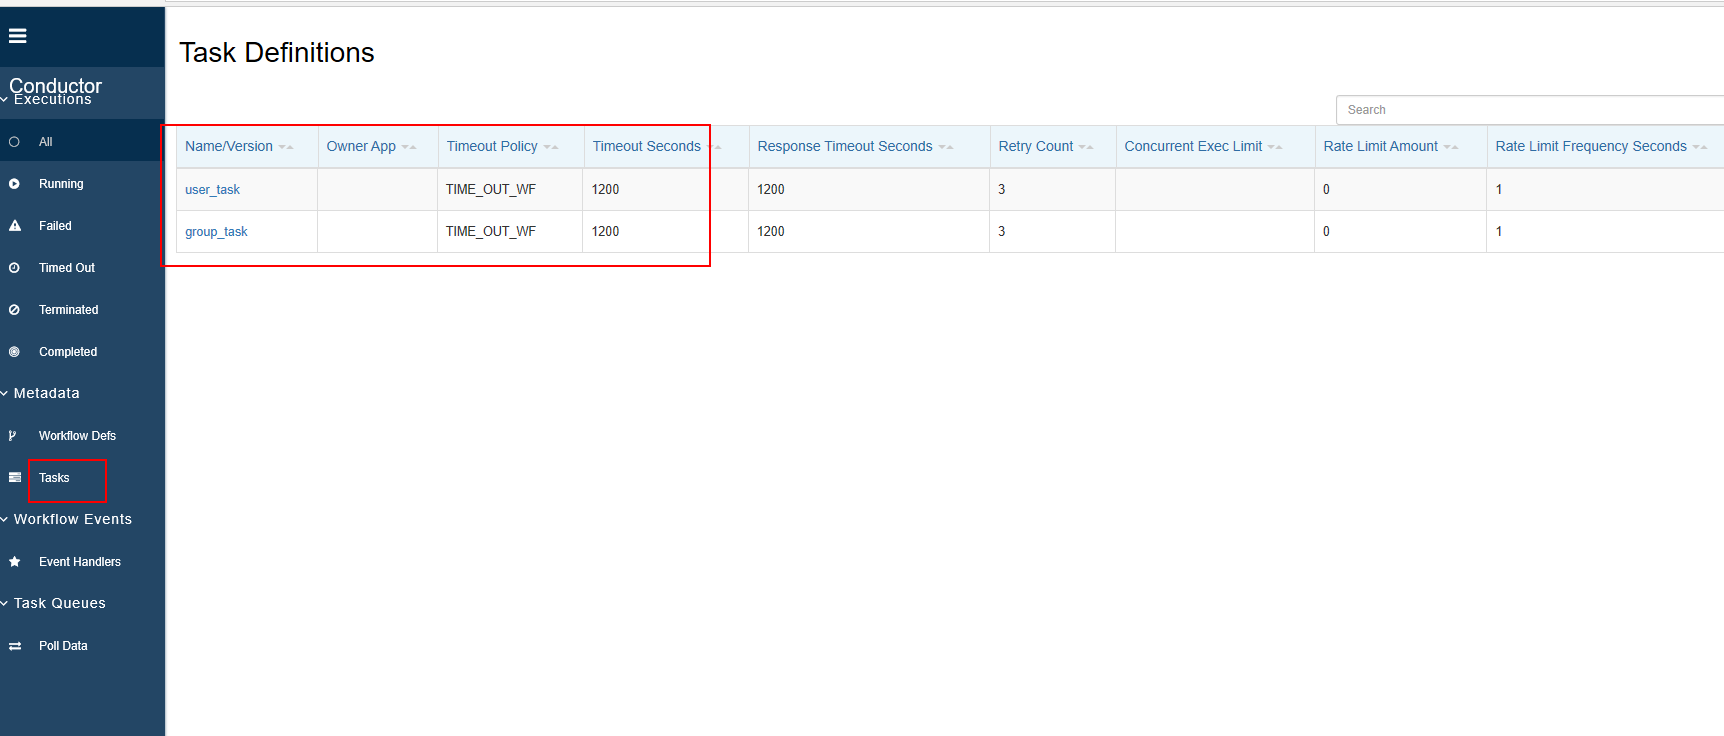 Conductor
Executions
All
Running
Failed
Timed Out
Terminated
Completed
Metadata
Workflow Defs
Tasks
Workflow Events
Event Handlers
Task Queues
Poll Data
Task Definitions
Search
Name/Version Owner App Timeout Policy Timeout Seconds Response Timeout Seconds Retry Count Concurrent Exec Limit Rate Limit Amount Rate Limit Frequency Seconds
user_task TIME_OUT_WF 1200 1200 3 0 1
group_task TIME_OUT_WF 1200 1200 3 0 1